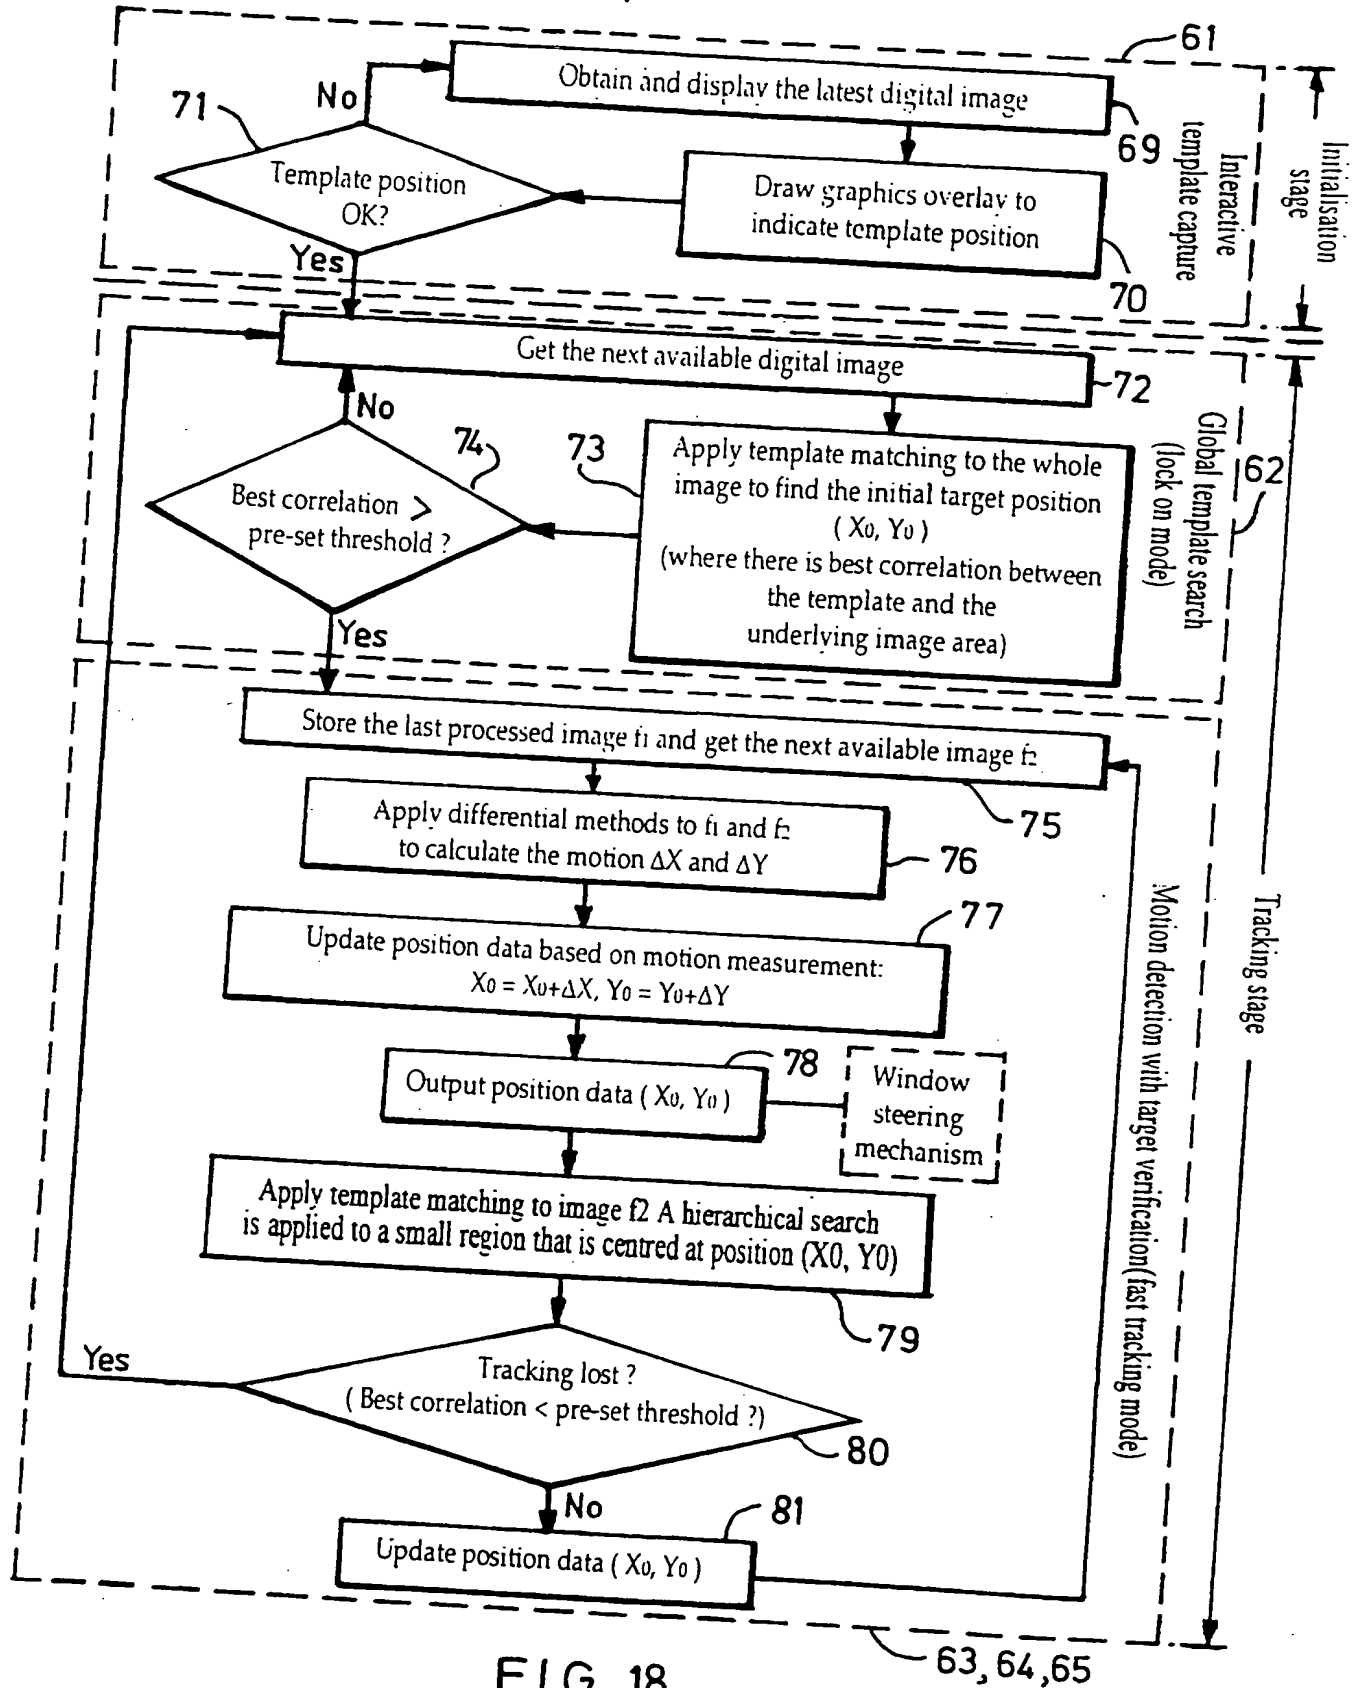 61
Obtain and display the latest digital image
69
No
71
Template position
OK?
Draw graphics overlay to
indicate template position
70
Yes
Interactive
template capture
Initialisation
stage
Get the next available digital image
72
No
74
73
Best correlation >
pre-set threshold ?
Apply template matching to the whole
image to find the initial target position
( X0, Y0 )
(where there is best correlation between
the template and the
underlying image area)
Global template search
(lock on mode)
62
Yes
Store the last processed image f1 and get the next available image f2
75
Apply differential methods to f1 and f2
to calculate the motion ΔX and ΔY
76
77
Update position data based on motion measurement:
X0 = X0+ΔX, Y0 = Y0+ΔY
78
Output position data ( X0, Y0 )
Window
steering
mechanism
Apply template matching to image f2 A hierarchical search
is applied to a small region that is centred at position (X0, Y0)
79
Yes
Tracking lost ?
( Best correlation < pre-set threshold ?)
80
No
81
Update position data ( X0, Y0 )
Motion detection with target verification(fast tracking mode)
Tracking stage
63, 64, 65
FIG. 18